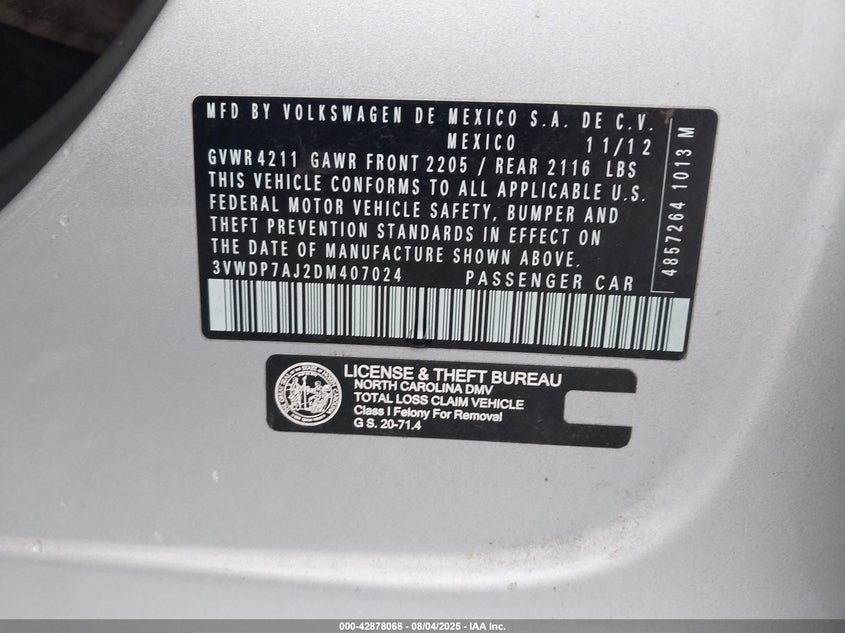 MFD BY VOLKSWAGEN DE MEXICO S.A. DE C.V.
MEXICO 11/12
GVWR 4211 GAWR FRONT 2205 / REAR 2116 LBS
THIS VEHICLE CONFORMS TO ALL APPLICABLE U.S.
FEDERAL MOTOR VEHICLE SAFETY, BUMPER AND
THEFT PREVENTION STANDARDS IN EFFECT ON
THE DATE OF MANUFACTURE SHOWN ABOVE.
3VWDP7AJ2DM407024 PASSENGER CAR
4857264 1013 M
LICENSE & THEFT BUREAU
NORTH CAROLINA DMV
TOTAL LOSS CLAIM VEHICLE
Class I Felony For Removal
G S. 20-71.4
000-42878068 - 08/04/2025 - IAA Inc.